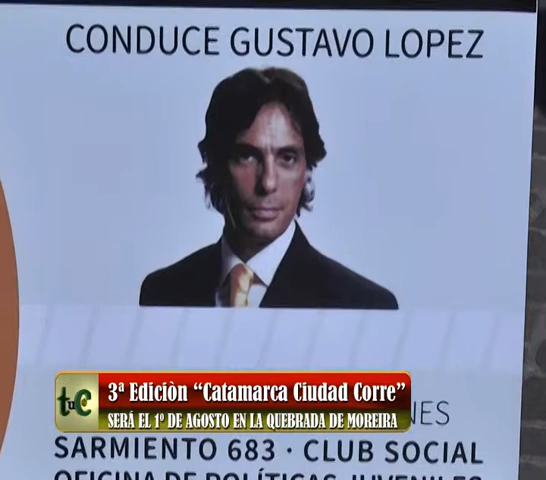 CONDUCE GUSTAVO LOPEZ
tuC
3ª Ediciòn “Catamarca Ciudad Corre”
SERÁ EL 1º DE AGOSTO EN LA QUEBRADA DE MOREIRA
NES
SARMIENTO 683 · CLUB SOCIAL
OFICINA DE POLÍTICAS JUVENILES